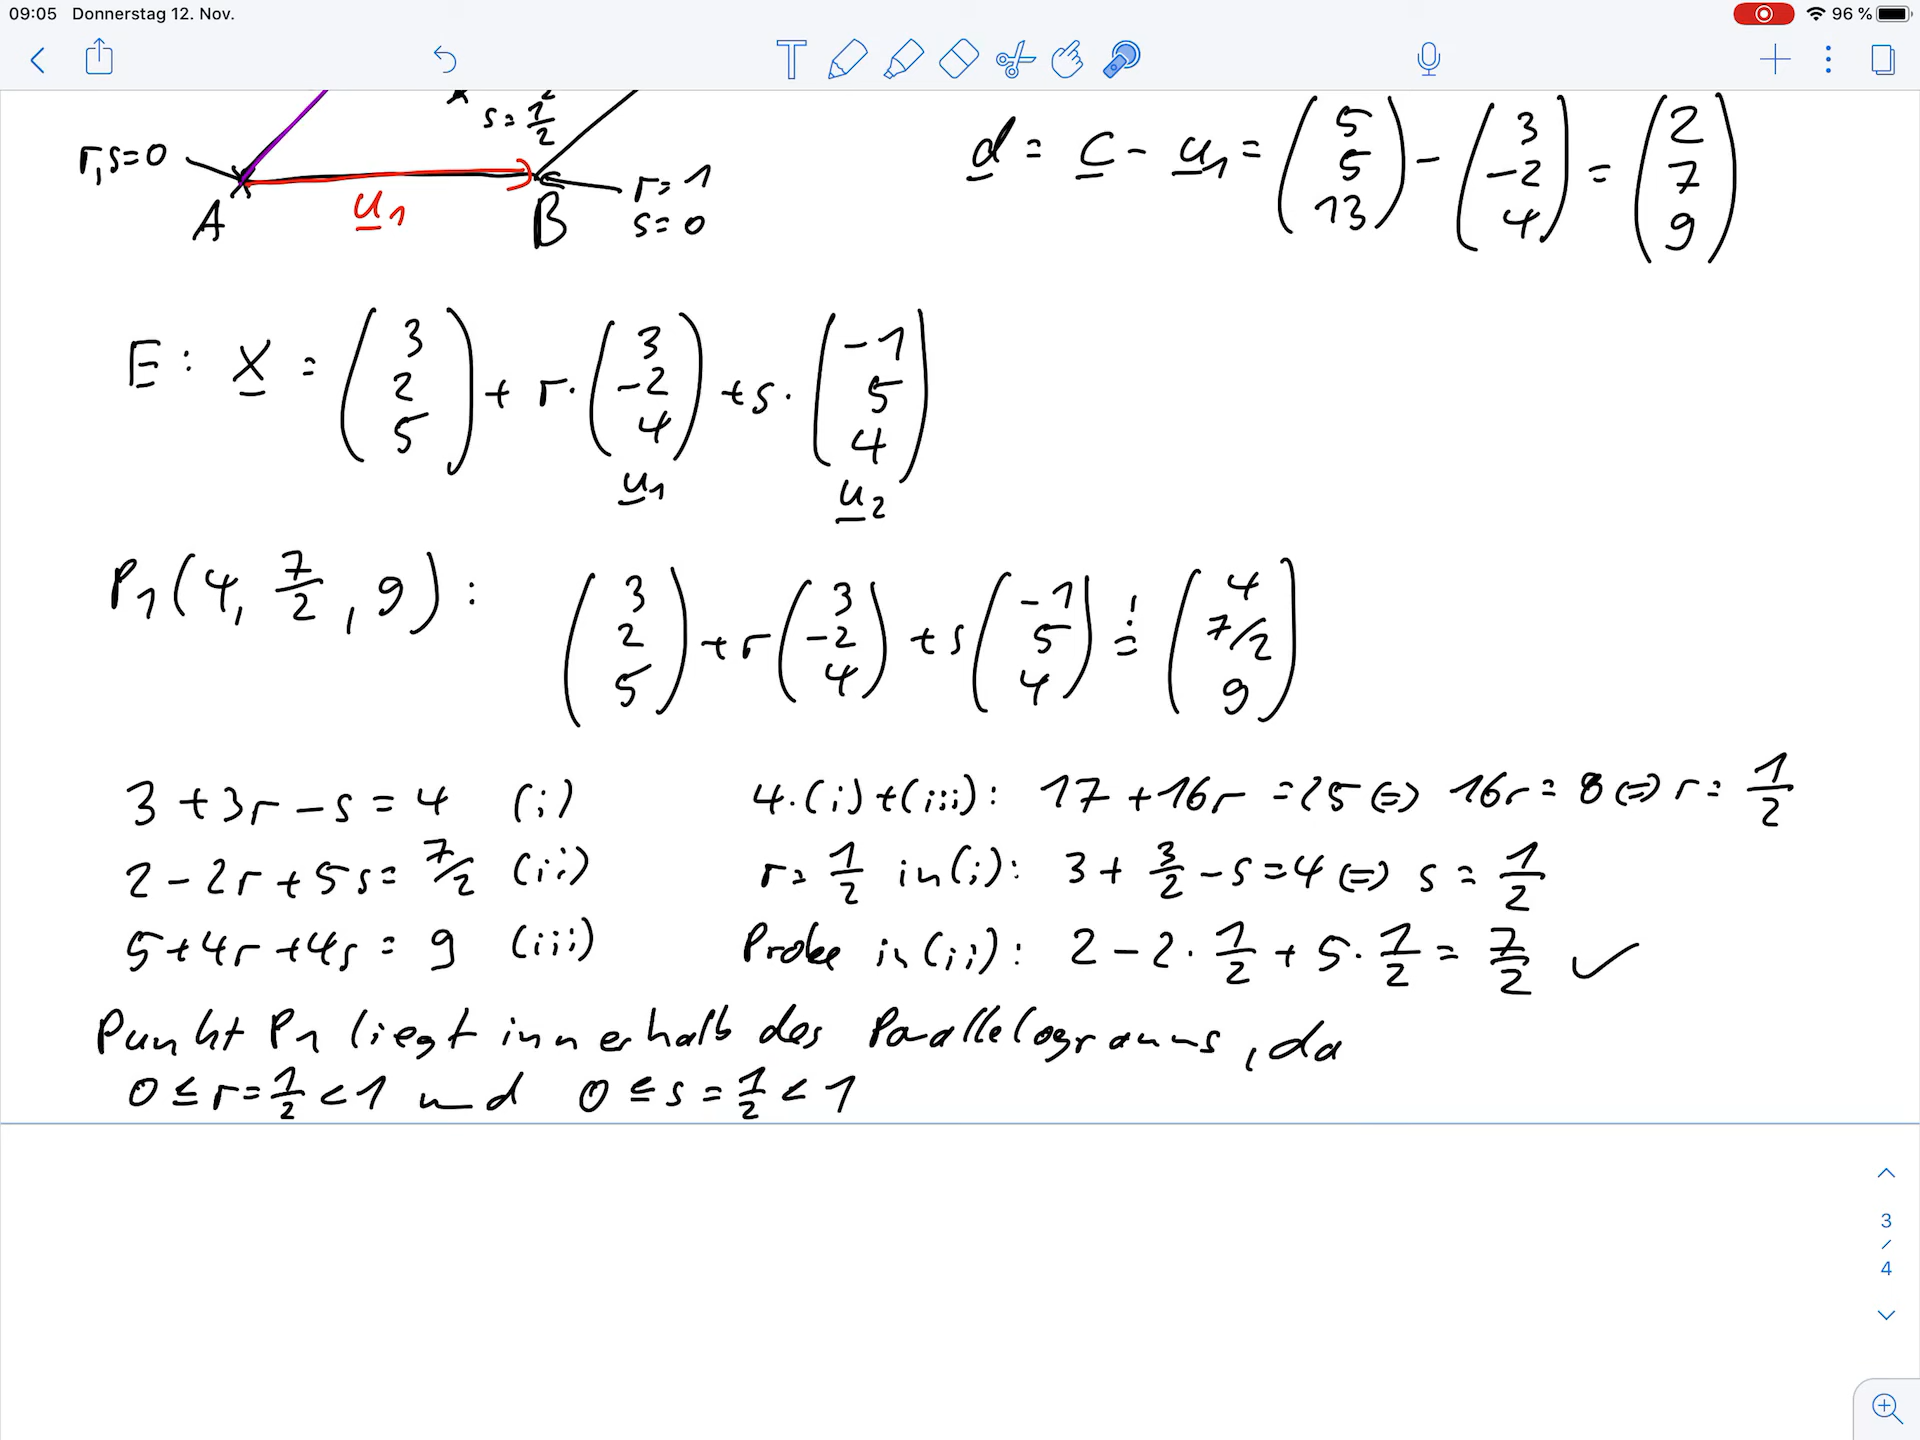 09:05 Donnerstag 12. Nov. 96 %
T
s = 1/2
r,s=0
r=1
s=0
A u₁ B
d = c - u₁ = (5 5 13) - (3 -2 4) = (2 7 9)
E: X = (3 2 5) + r·(3 -2 4) + s·(-1 5 4)
u₁ u₂
P₁(4, 7/2, 9): (3 2 5) + r(3 -2 4) + s(-1 5 4) =! (4 7/2 9)
3 + 3r - s = 4 (i) 4·(i)+(iii): 17 + 16r = 25 <=> 16r = 8 <=> r = 1/2
2 - 2r + 5s = 7/2 (ii) r = 1/2 in(i): 3 + 3/2 - s = 4 <=> s = 1/2
5 + 4r + 4s = 9 (iii) Probe in(ii): 2 - 2·1/2 + 5·1/2 = 7/2 ✓
Punkt P₁ liegt innerhalb des Parallelogramms, da
0 ≤ r = 1/2 < 1 und 0 ≤ s = 1/2 < 1
3
/
4